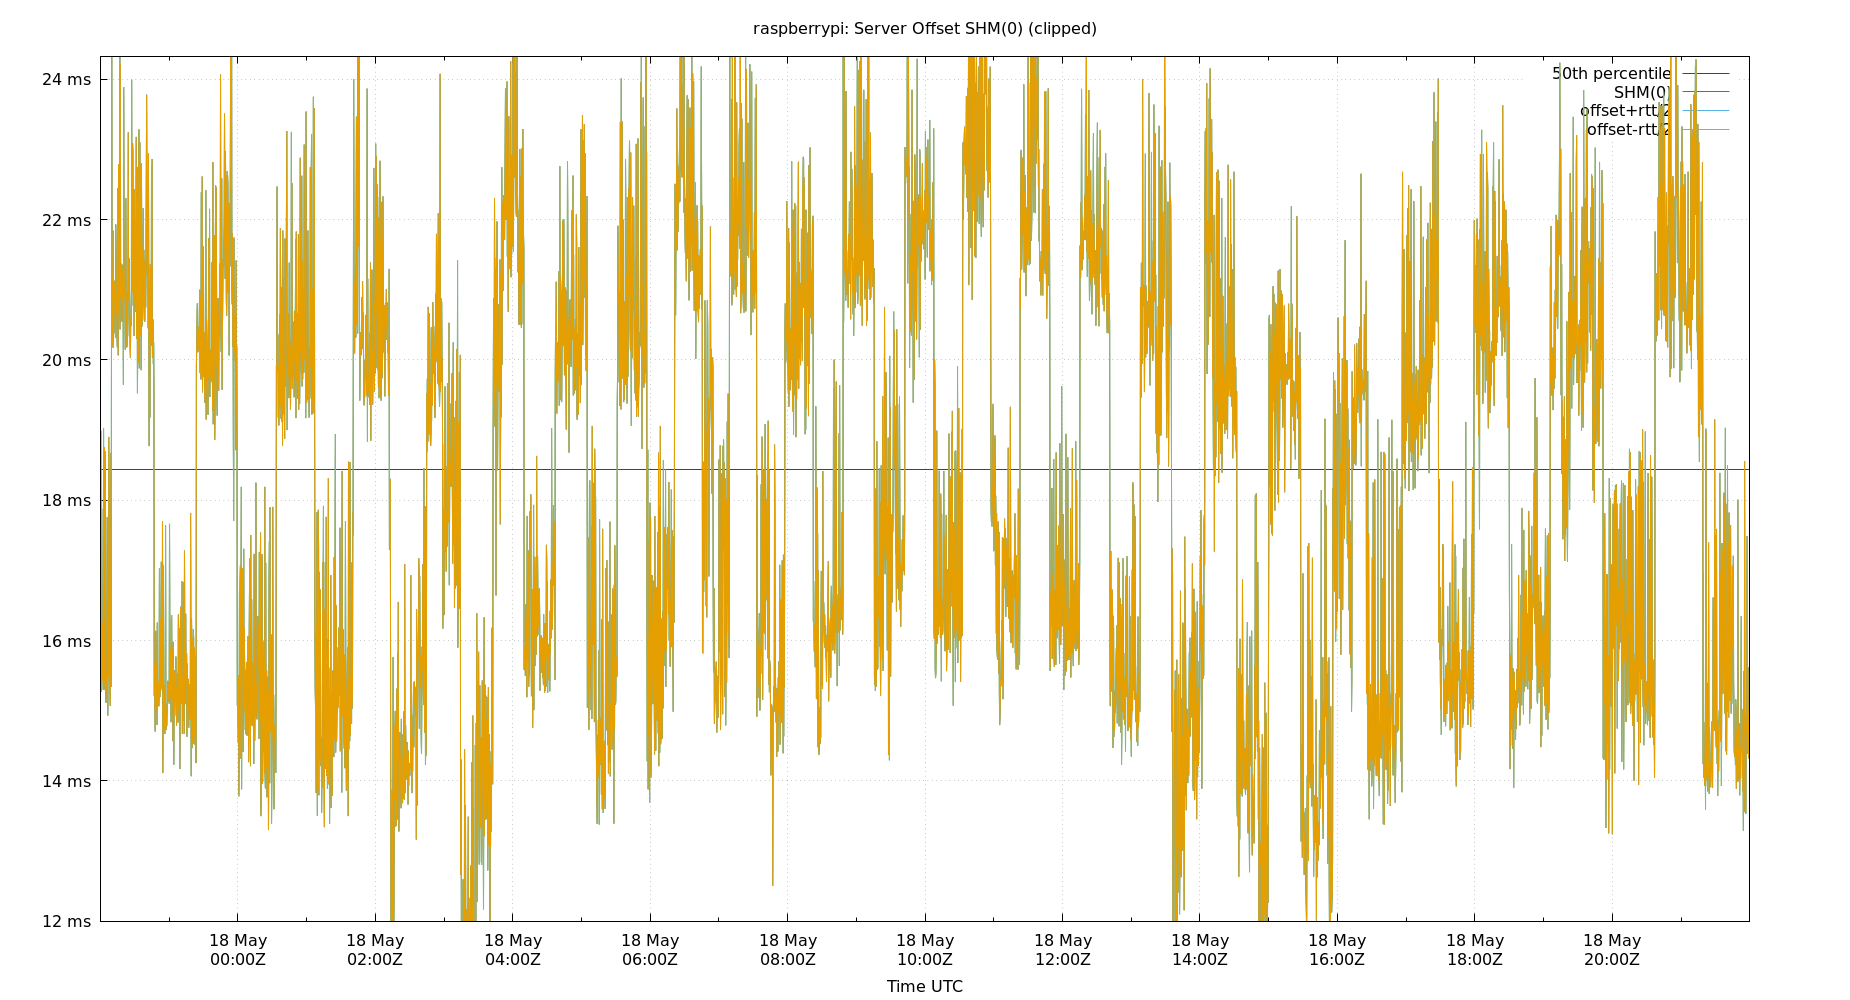 raspberrypi: Server Offset SHM(0) (clipped)
24 ms
22 ms
20 ms
18 ms
16 ms
14 ms
12 ms
50th percentile
SHM(0)
offset+rtt/2
offset-rtt/2
18 May
00:00Z
18 May
02:00Z
18 May
04:00Z
18 May
06:00Z
18 May
08:00Z
18 May
10:00Z
18 May
12:00Z
18 May
14:00Z
18 May
16:00Z
18 May
18:00Z
18 May
20:00Z
Time UTC